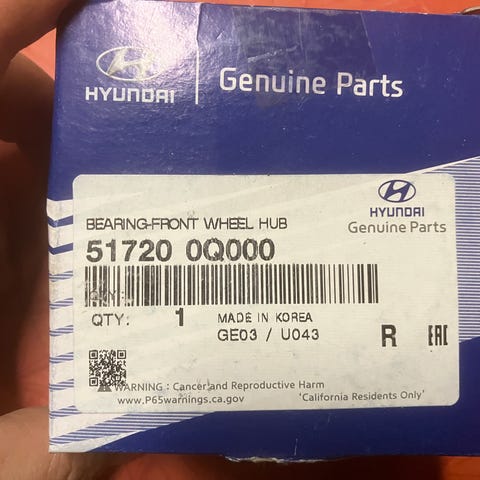 HYUNDAI
Genuine Parts
HYUNDAI
Genuine Parts
BEARING-FRONT WHEEL HUB
51720 0Q000
QTY: 1 MADE IN KOREA
GE03 / U043
R EAC
WARNING : Cancer and Reproductive Harm
www.P65warnings.ca.gov 'California Residents Only'